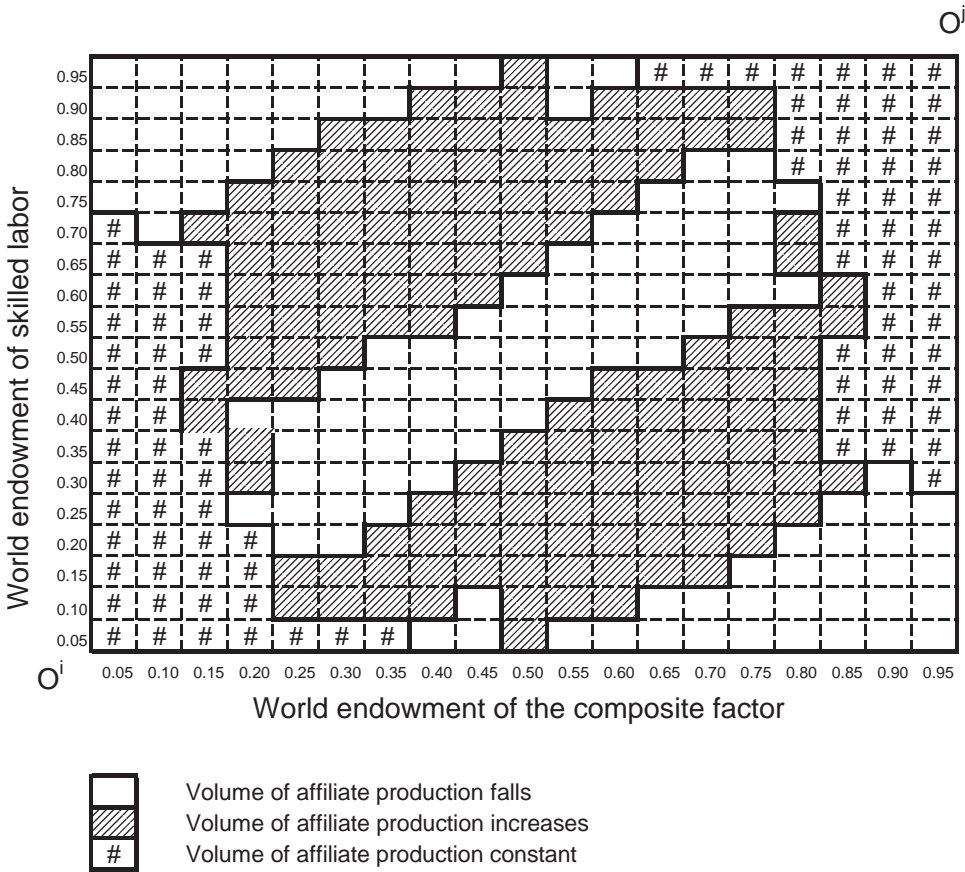 O^j
0.95 # # # # # # #
0.90 # # # #
0.85 # # # #
0.80 # # # #
0.75 # # #
0.70 # # # #
0.65 # # # # # #
0.60 # # # # #
0.55 # # # # #
0.50 # # # # # #
0.45 # # # # #
0.40 # # # # #
0.35 # # # # # #
0.30 # # # #
0.25 # # #
0.20 # # # #
0.15 # # # #
0.10 # # # #
0.05 # # # # # # #
World endowment of skilled labor
O^i
0.05 0.10 0.15 0.20 0.25 0.30 0.35 0.40 0.45 0.50 0.55 0.60 0.65 0.70 0.75 0.80 0.85 0.90 0.95
World endowment of the composite factor
Volume of affiliate production falls
Volume of affiliate production increases
# Volume of affiliate production constant